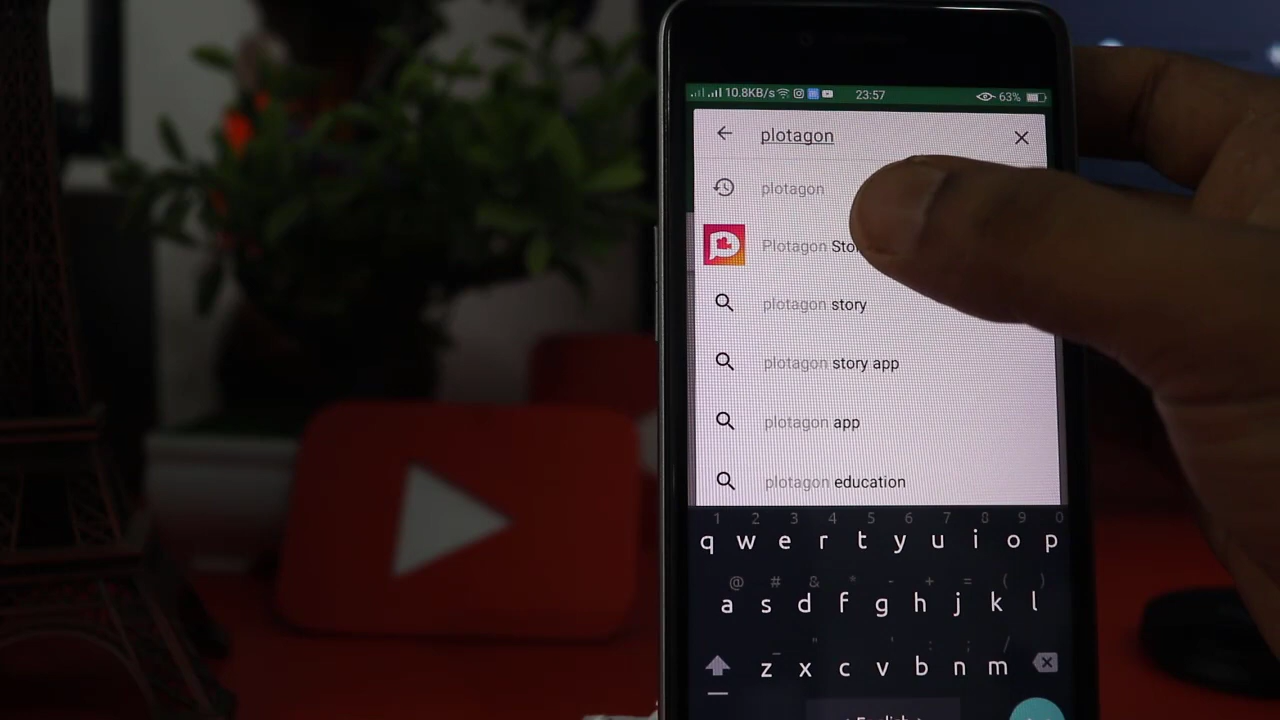 10.8KB/s 23:57 63%
plotagon
plotagon
Plotagon
plotagon story
plotagon story app
plotagon app
plotagon education
1 2 3 4 5 6 7 8 9 0
q w e r t y u i o p
@ # & * - + = ( )
a s d f g h j k l
_ " ' : ; /
z x c v b n m